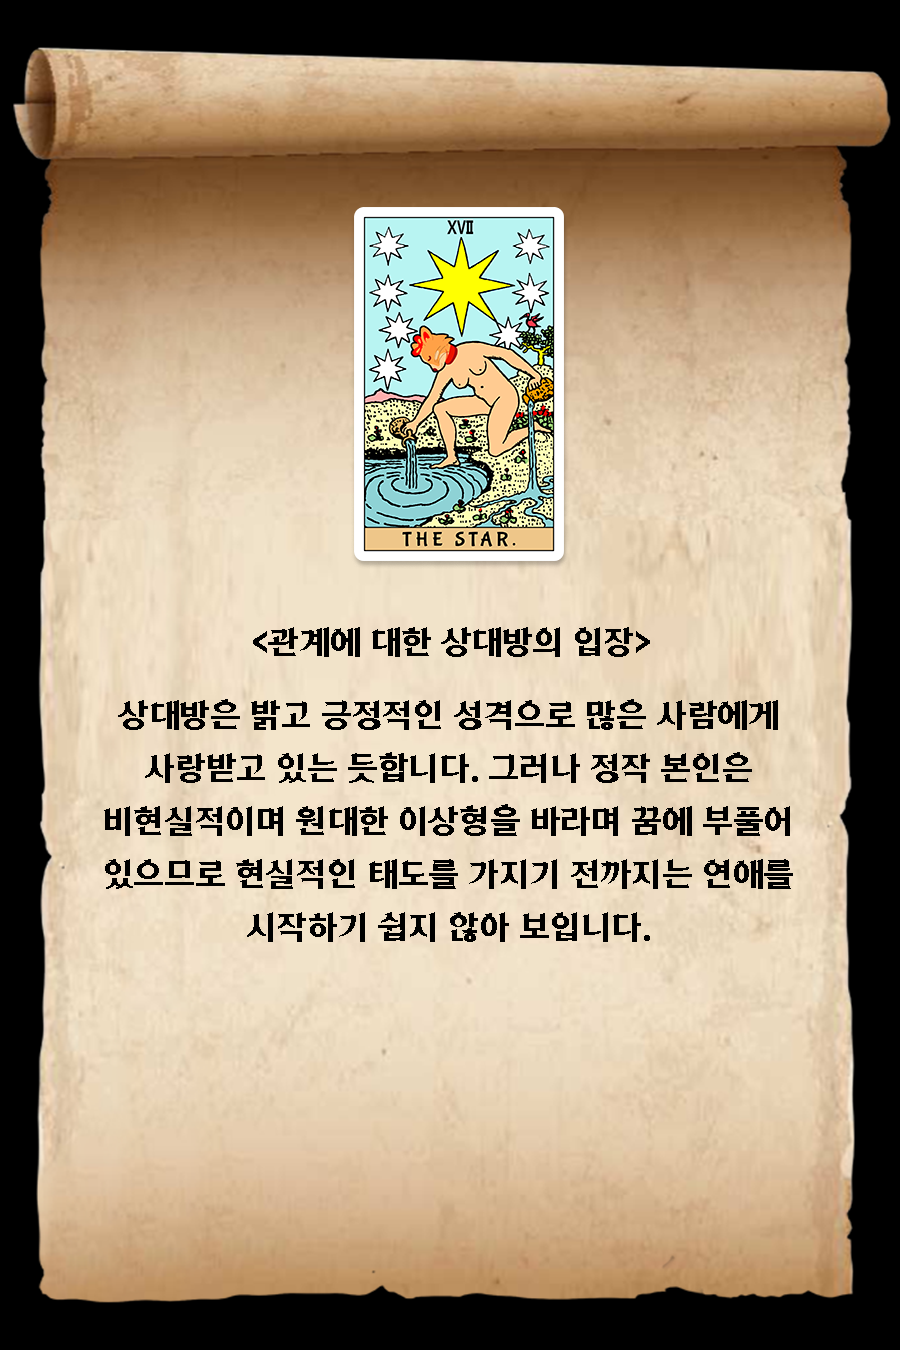 XVII
THE STAR.
<관계에 대한 상대방의 입장>
상대방은 밝고 긍정적인 성격으로 많은 사람에게
사랑받고 있는 듯합니다. 그러나 정작 본인은
비현실적이며 원대한 이상형을 바라며 꿈에 부풀어
있으므로 현실적인 태도를 가지기 전까지는 연애를
시작하기 쉽지 않아 보입니다.